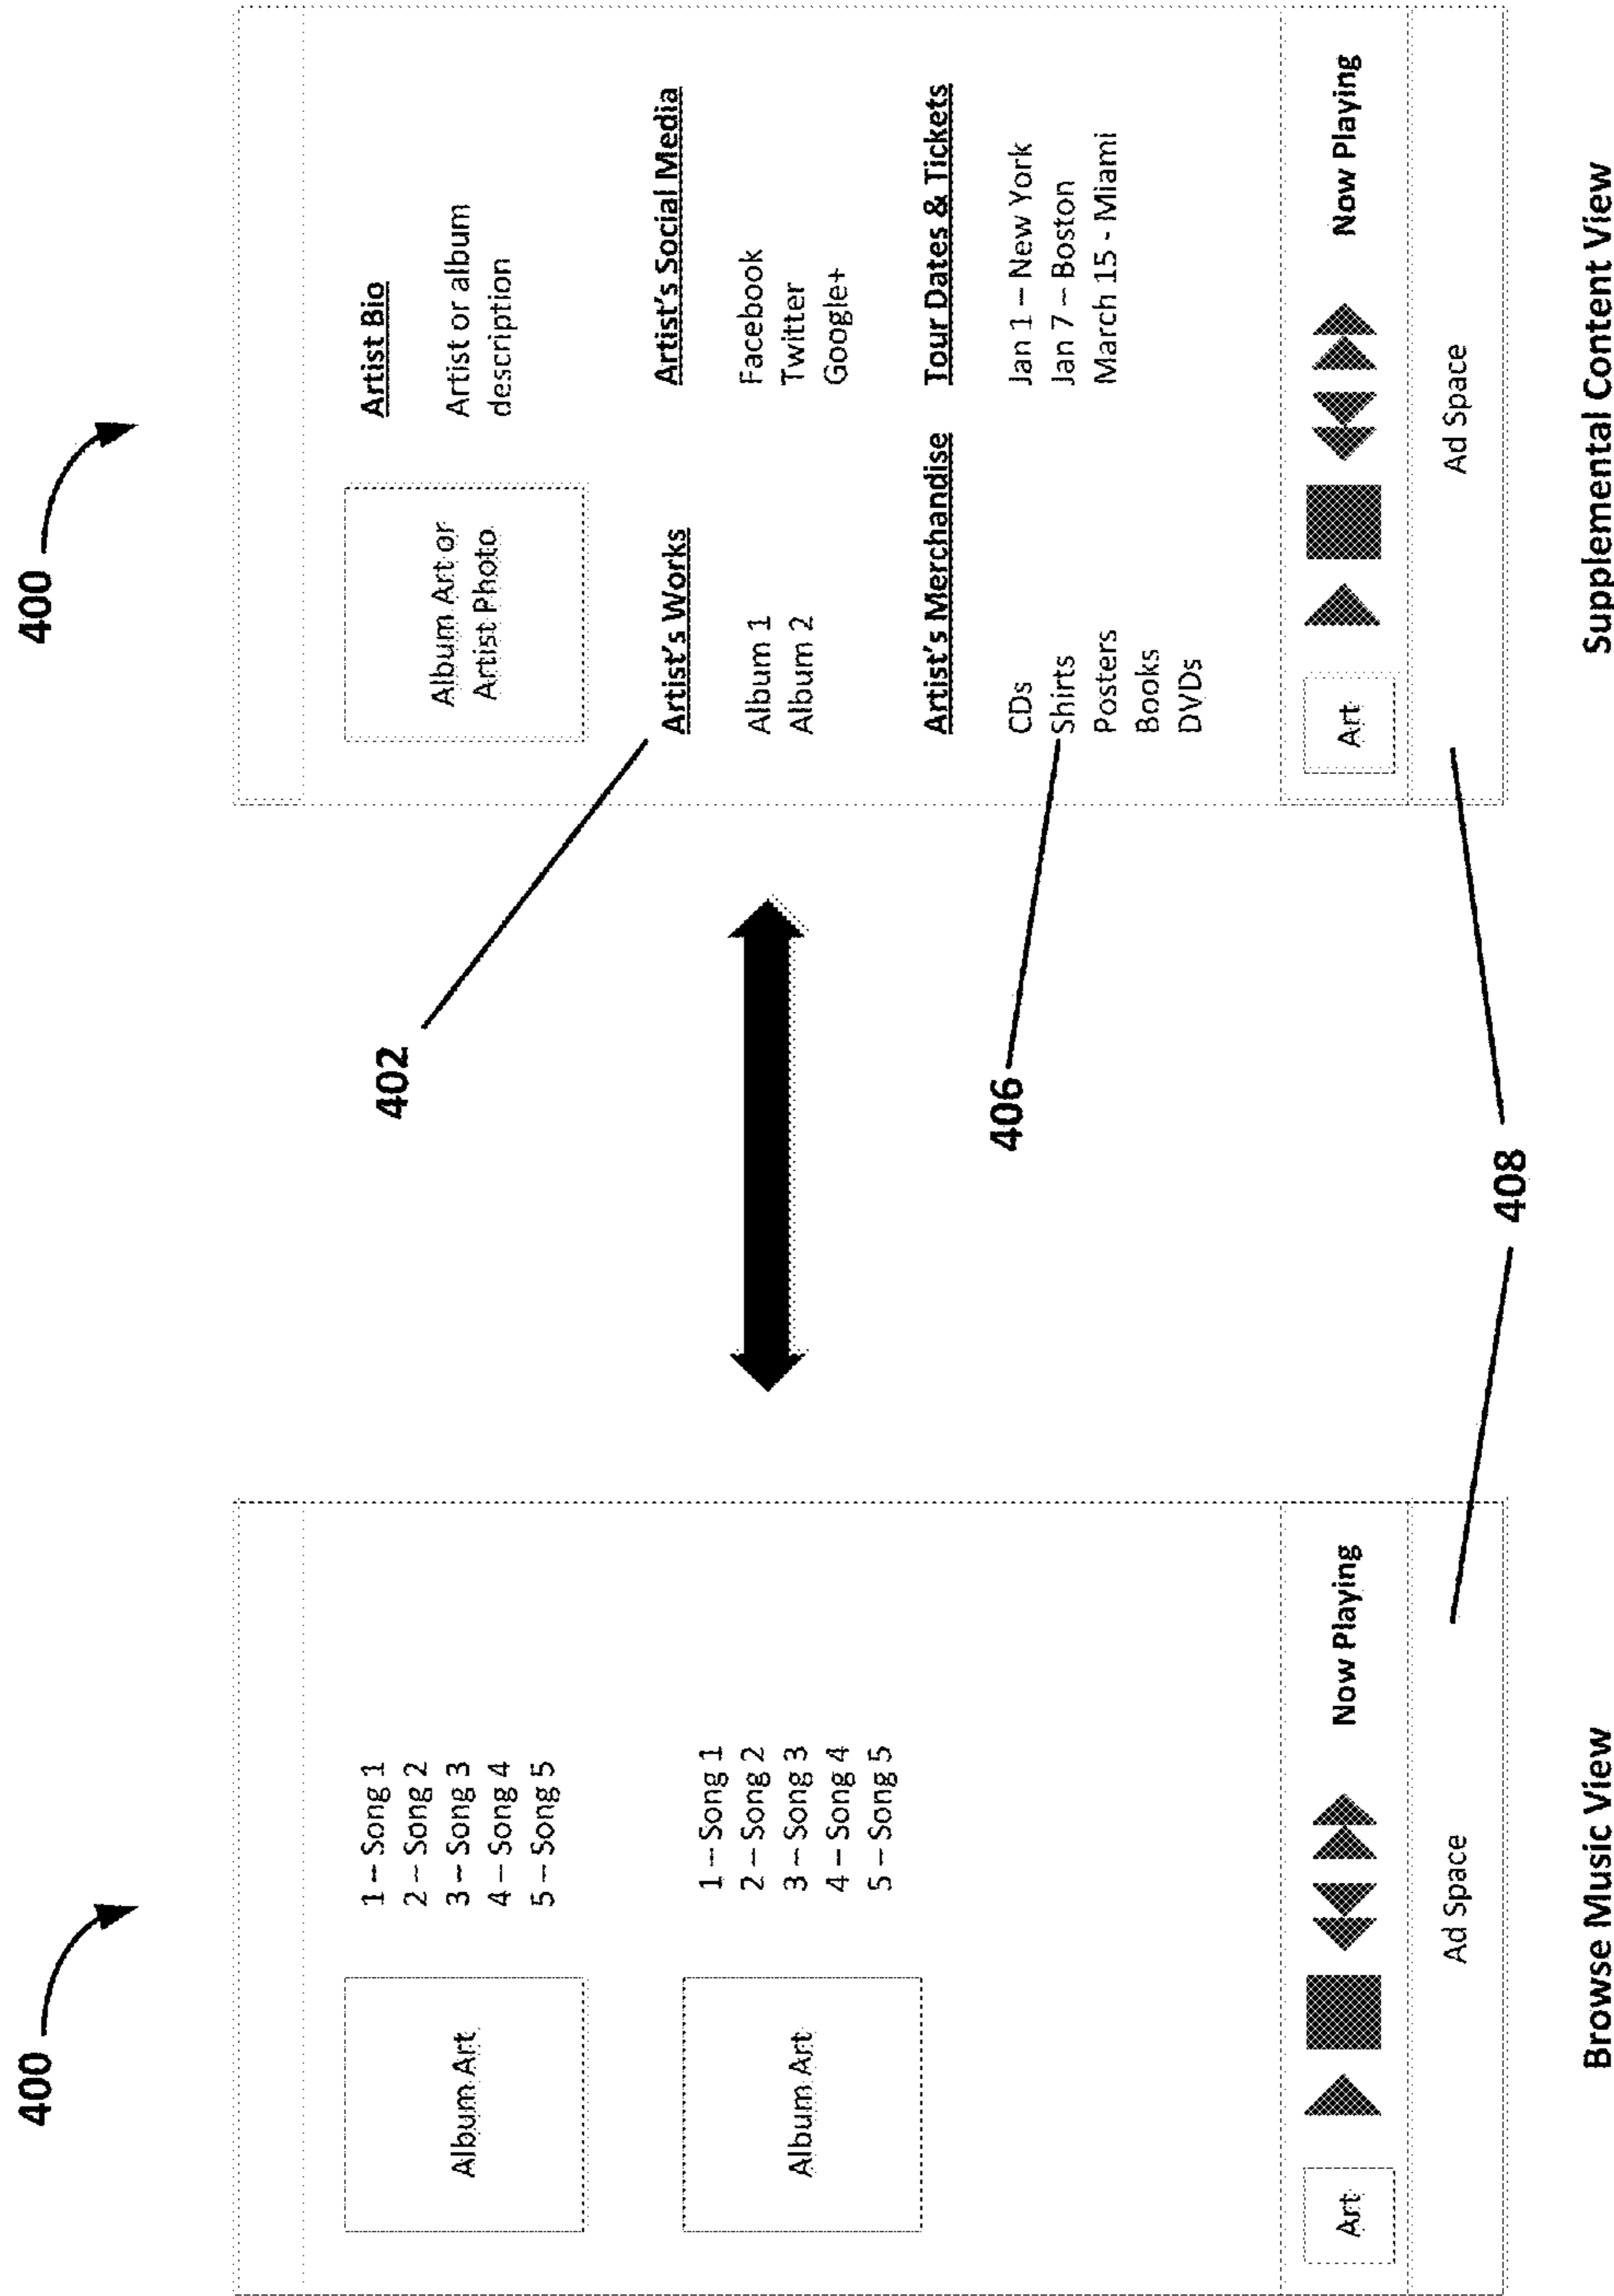 400
Album Art
1 -- Song 1
2 -- Song 2
3 -- Song 3
4 – Song 4
5 – Song 5
Album Art
1 -- Song 1
2 – Song 2
3 – Song 3
4 – Song 4
5 – Song 5
Art
Now Playing
Ad Space
Browse Music View
402
406
408
400
Album Art or
Artist Photo
Artist Bio
Artist or album
description
Artist's Works
Album 1
Album 2
Artist's Social Media
Facebook
Twitter
Google+
Artist's Merchandise
CDs
Shirts
Posters
Books
DVDs
Tour Dates & Tickets
Jan 1 – New York
Jan 7 – Boston
March 15 - Miami
Art
Now Playing
Ad Space
Supplemental Content View